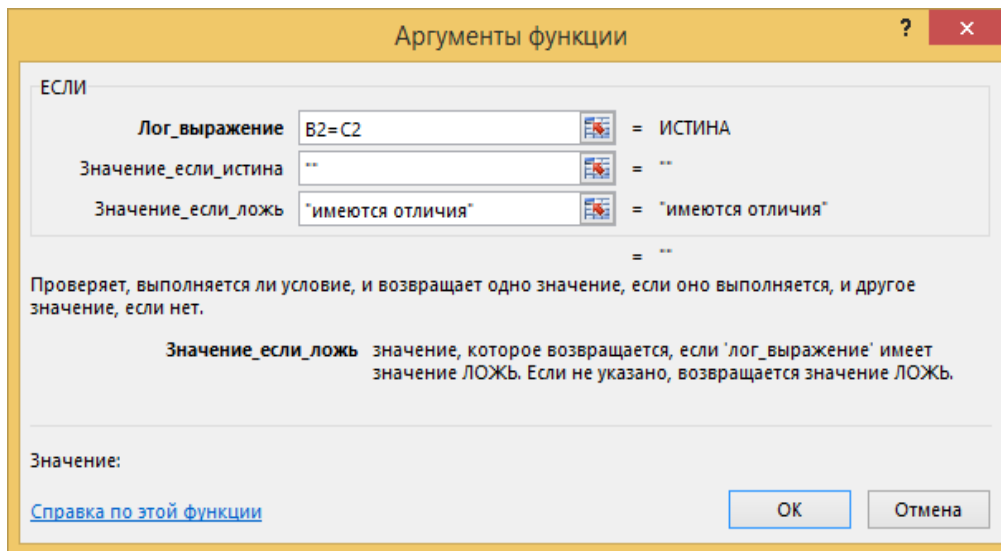 Аргументы функции
?
×
ЕСЛИ
Лог_выражение B2=C2 = ИСТИНА
Значение_если_истина "" = ""
Значение_если_ложь "имеются отличия" = "имеются отличия"
= ""
Проверяет, выполняется ли условие, и возвращает одно значение, если оно выполняется, и другое
значение, если нет.
Значение_если_ложь значение, которое возвращается, если 'лог_выражение' имеет
значение ЛОЖЬ. Если не указано, возвращается значение ЛОЖЬ.
Значение:
Справка по этой функции
ОК
Отмена